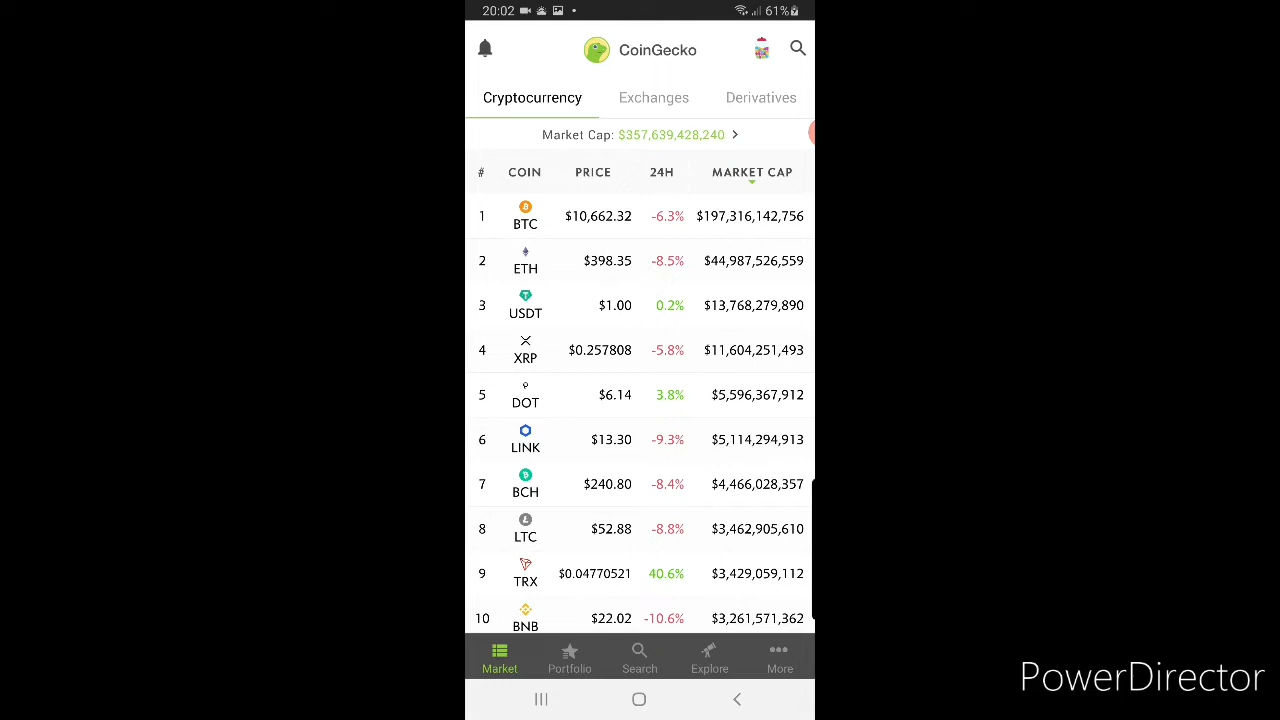 20:02 61%
CoinGecko
Cryptocurrency Exchanges Derivatives
Market Cap: $357,639,428,240
# COIN PRICE 24H MARKET CAP
1 BTC $10,662.32 -6.3% $197,316,142,756
2 ETH $398.35 -8.5% $44,987,526,559
3 USDT $1.00 0.2% $13,768,279,890
4 XRP $0.257808 -5.8% $11,604,251,493
5 DOT $6.14 3.8% $5,596,367,912
6 LINK $13.30 -9.3% $5,114,294,913
7 BCH $240.80 -8.4% $4,466,028,357
8 LTC $52.88 -8.8% $3,462,905,610
9 TRX $0.04770521 40.6% $3,429,059,112
10 BNB $22.02 -10.6% $3,261,571,362
Market Portfolio Search Explore More
PowerDirector